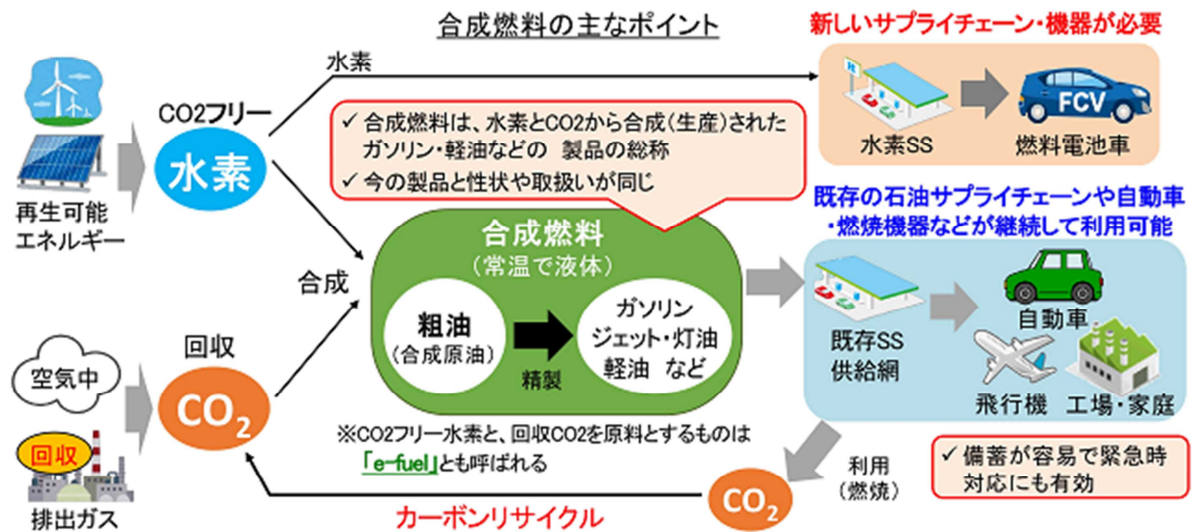 合成燃料の主なポイント
新しいサプライチェーン・機器が必要
水素
水素SS
FCV
燃料電池車
再生可能
エネルギー
CO2フリー
水素
✓ 合成燃料は、水素とCO2から合成(生産)された
ガソリン・軽油などの 製品の総称
✓ 今の製品と性状や取扱いが同じ
既存の石油サプライチェーンや自動車
・燃焼機器などが継続して利用可能
合成
合成燃料
(常温で液体)
粗油
(合成原油)
精製
ガソリン
ジェット・灯油
軽油 など
既存SS
供給網
自動車
飛行機
工場・家庭
空気中
回収
排出ガス
回収
CO2
※CO2フリー水素と、回収CO2を原料とするものは
「e-fuel」とも呼ばれる
利用
(燃焼)
✓ 備蓄が容易で緊急時
対応にも有効
CO2
カーボンリサイクル